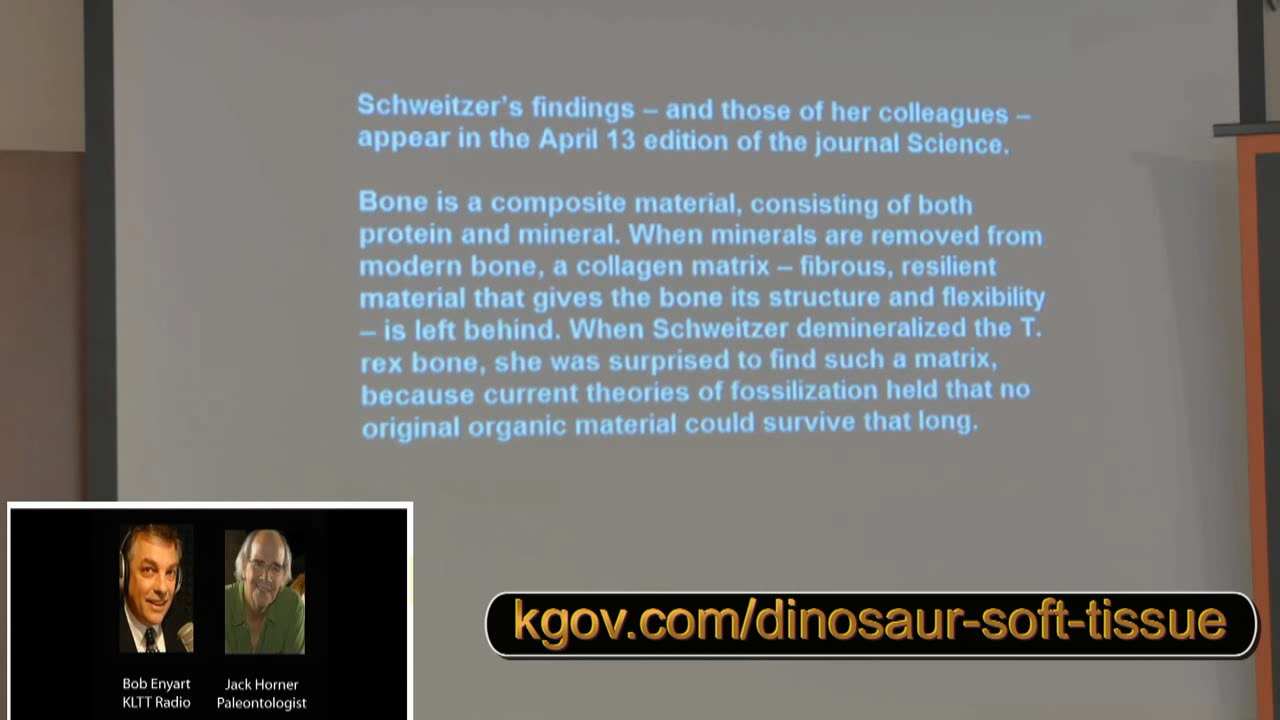 Schweitzer's findings – and those of her colleagues –
appear in the April 13 edition of the journal Science.
Bone is a composite material, consisting of both
protein and mineral. When minerals are removed from
modern bone, a collagen matrix – fibrous, resilient
material that gives the bone its structure and flexibility
– is left behind. When Schweitzer demineralized the T.
rex bone, she was surprised to find such a matrix,
because current theories of fossilization held that no
original organic material could survive that long.
Bob Enyart
KLTT Radio
Jack Horner
Paleontologist
kgov.com/dinosaur-soft-tissue